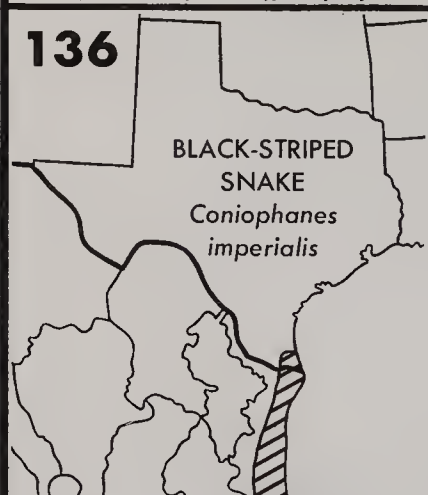 136
BLACK-STRIPED
SNAKE
Coniophanes
imperialis